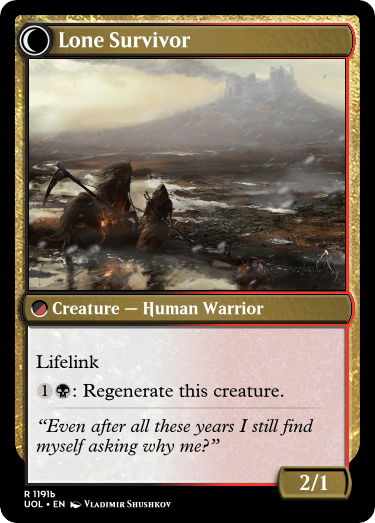 Lone Survivor
Creature — Human Warrior
Lifelink
1: Regenerate this creature.
“Even after all these years I still find
myself asking why me?”
2/1
R 1191b
UOL • EN Vladimir Shushkov